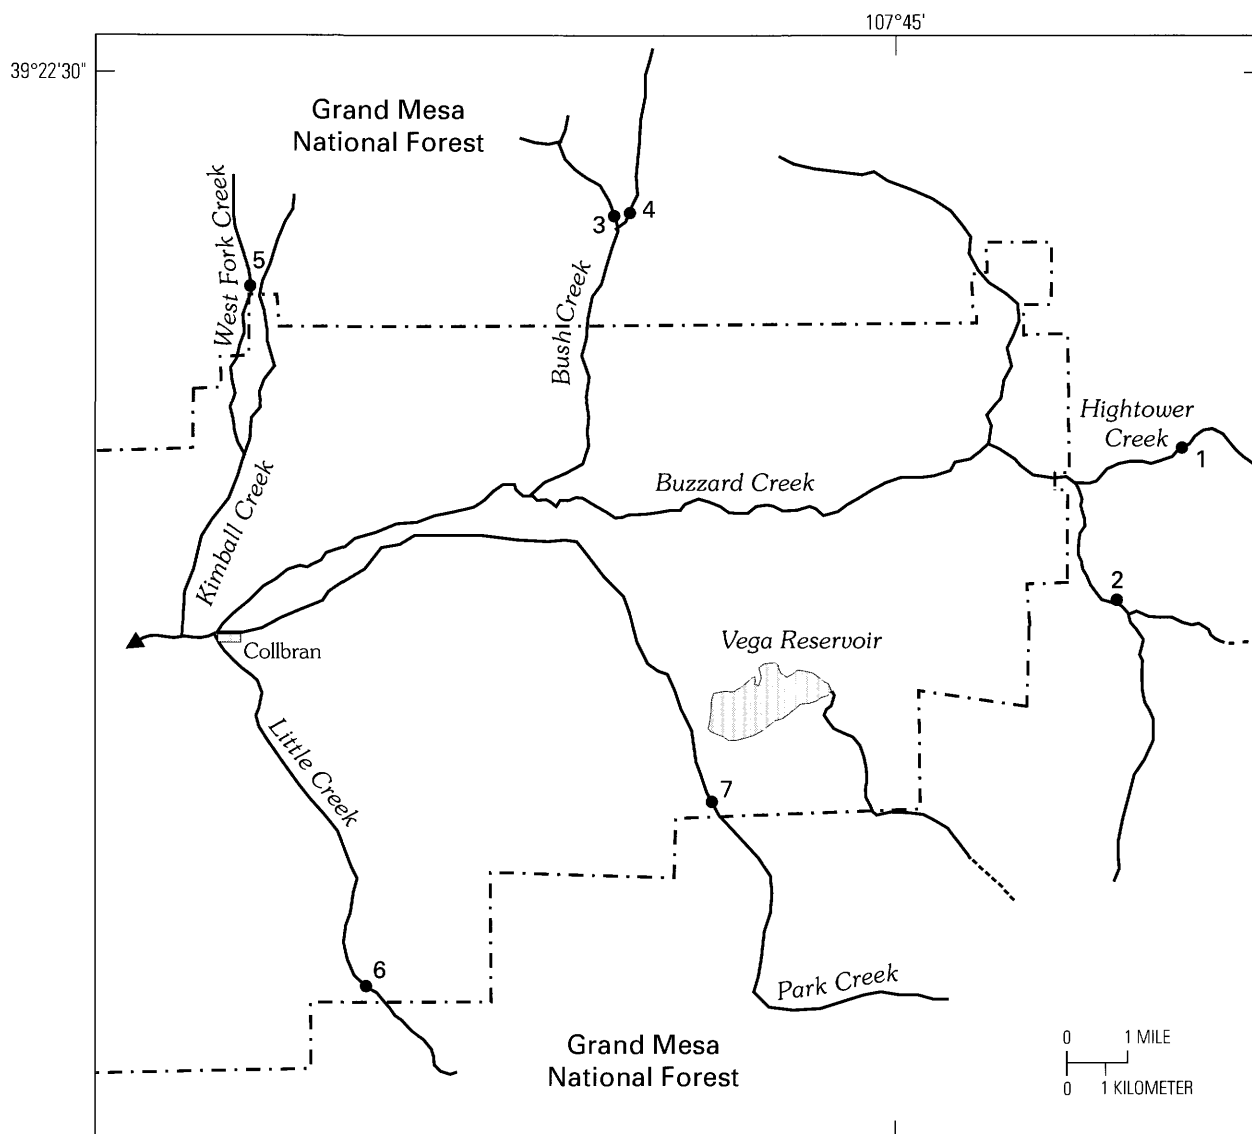 107°45'
39°22'30"
Grand Mesa
National Forest
West Fork Creek
3
4
5
Bush Creek
Hightower
Creek
1
Buzzard Creek
Kimball Creek
2
Collbran
Vega Reservoir
Little Creek
7
6
Park Creek
Grand Mesa
National Forest
0 1 MILE
0 1 KILOMETER